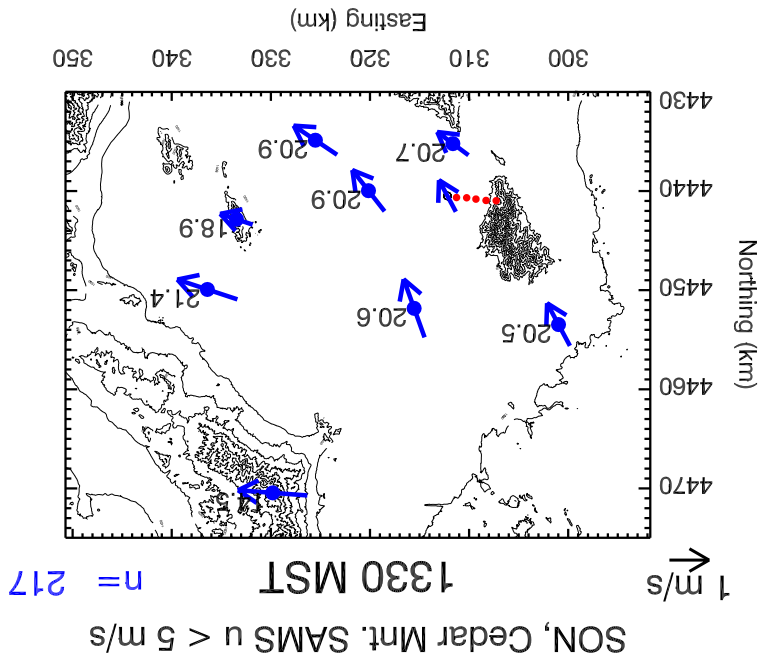 SON, Cedar Mnt. SAMS u < 5 m/s
1 m/s
1330 MST
n= 217
4470
4460
4450
4440
4430
Northing (km)
20.5
20.6
21.4
18.9
20.9
20.7
20.9
300 310 320 330 340 350
Easting (km)